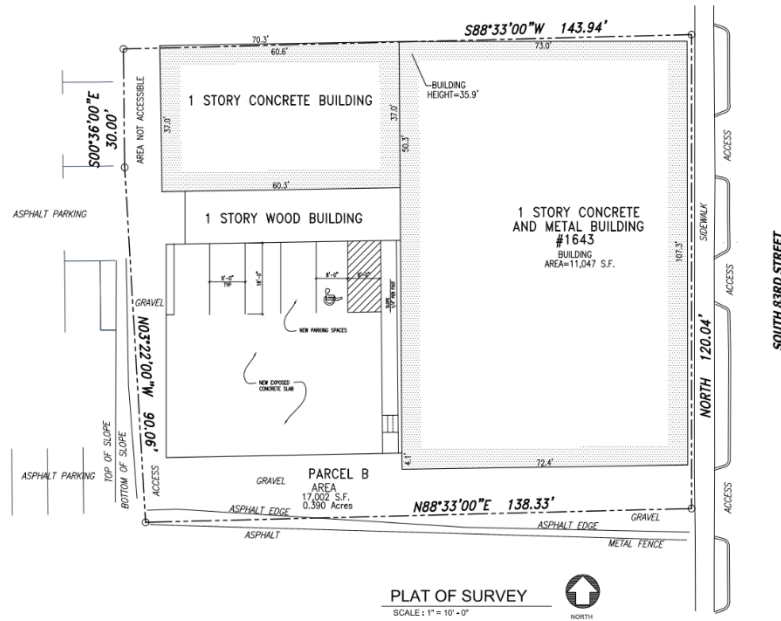 S88°33'00"W 143.94'
70.3'
60.6'
73.0'
BUILDING
HEIGHT=35.9'
1 STORY CONCRETE BUILDING
S00°36'00"E
30.00'
AREA NOT ACCESSIBLE
37.0'
37.0'
50.3'
ACCESS
60.3'
ASPHALT PARKING
1 STORY WOOD BUILDING
1 STORY CONCRETE
AND METAL BUILDING
#1643
BUILDING
AREA=11,047 S.F.
107.3'
SIDEWALK
ACCESS
SOUTH 83RD STREET
8'-0"
GRAVEL
NEW PARKING SPACES
N03°22'00"W 90.06'
NEW EXPOSED
CONCRETE SLAB
NORTH 120.04'
TOP OF SLOPE
BOTTOM OF SLOPE
ACCESS
ASPHALT PARKING
4.1'
72.4'
PARCEL B
AREA
17,002 S.F.
0.390 Acres
GRAVEL
ACCESS
N88°33'00"E 138.33'
ASPHALT EDGE
ASPHALT EDGE
GRAVEL
ASPHALT
METAL FENCE
PLAT OF SURVEY
SCALE : 1" = 10' - 0"
NORTH